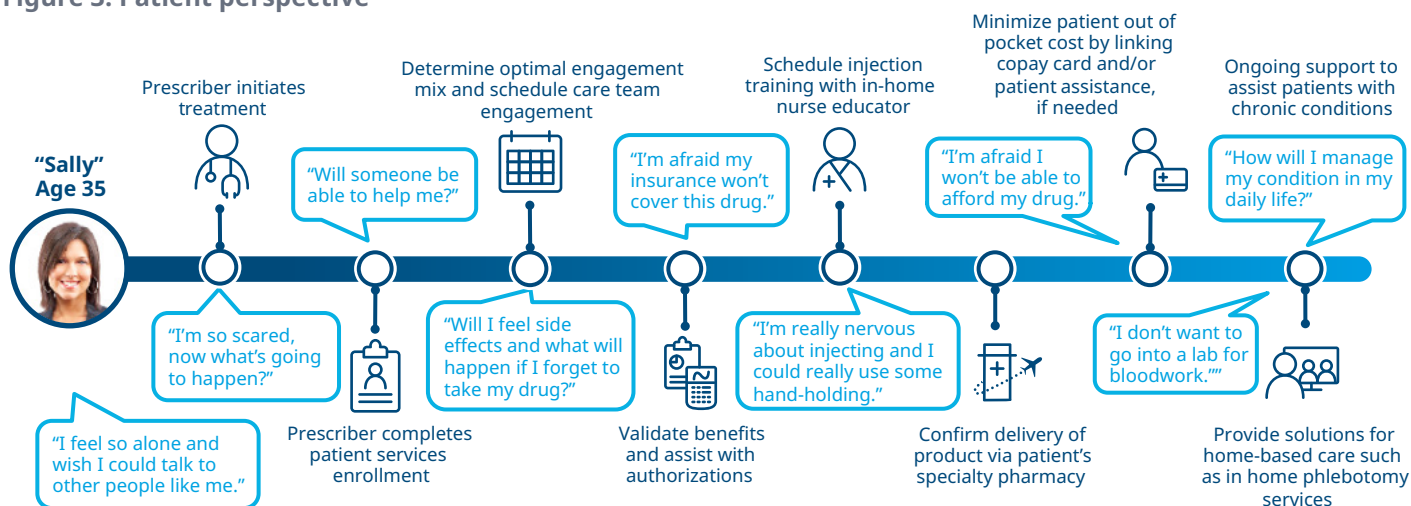 Figure 3: Patient perspective
“Sally”
Age 35
“I feel so alone and
wish I could talk to
other people like me.”
Prescriber initiates
treatment
“I’m so scared,
now what’s going
to happen?”
“Will someone be
able to help me?”
Prescriber completes
patient services
enrollment
Determine optimal engagement
mix and schedule care team
engagement
“Will I feel side
effects and what will
happen if I forget to
take my drug?”
“I’m afraid my
insurance won’t
cover this drug.”
Validate benefits
and assist with
authorizations
Schedule injection
training with in-home
nurse educator
“I’m really nervous
about injecting and I
could really use some
hand-holding.”
Confirm delivery of
product via patient’s
specialty pharmacy
Minimize patient out of
pocket cost by linking
copay card and/or
patient assistance,
if needed
“I’m afraid I
won’t be able to
afford my drug.”
Ongoing support to
assist patients with
chronic conditions
“How will I manage
my condition in my
daily life?”
“I don’t want to
go into a lab for
bloodwork.””
Provide solutions for
home-based care such
as in home phlebotomy
services